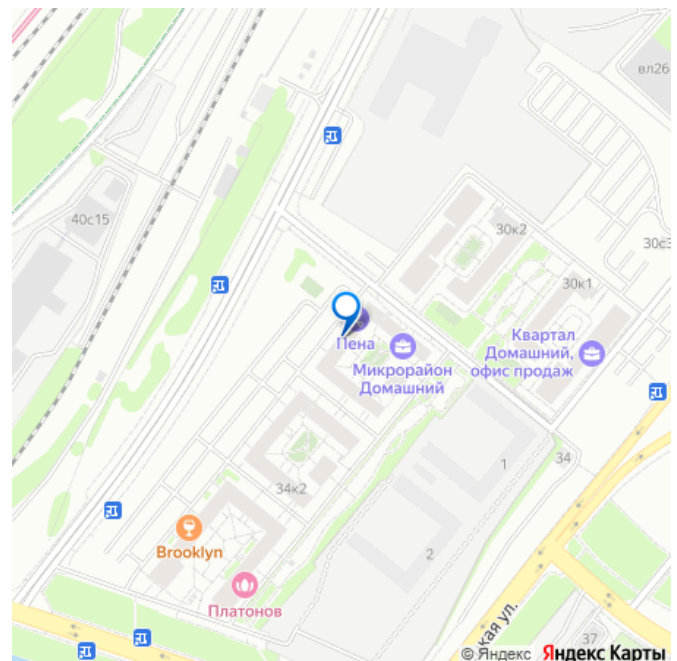 вл26
40с15
30к2
30с3
30к1
Пена
Квартал
Домашний,
офис продаж
Микрорайон
Домашний
1
34
34к2
Brooklyn
2
Платонов
кая ул.
37
© Яндекс Яндекс Карты